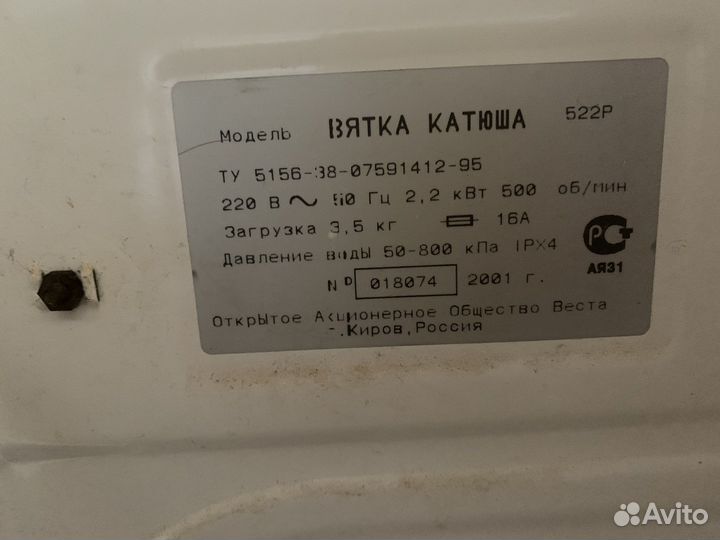 Модель ВЯТКА КАТЮША 522Р
ТУ 5156-38-07591412-95
220 В ~ 50 Гц 2,2 кВт 500 об/мин
Загрузка 3,5 кг 16А
Давление воды 50-800 кПа IPX4
РСТ
АЯ31
№ 018074 2001 г.
Открытое Акционерное Общество Веста
г.Киров,Россия
Avito